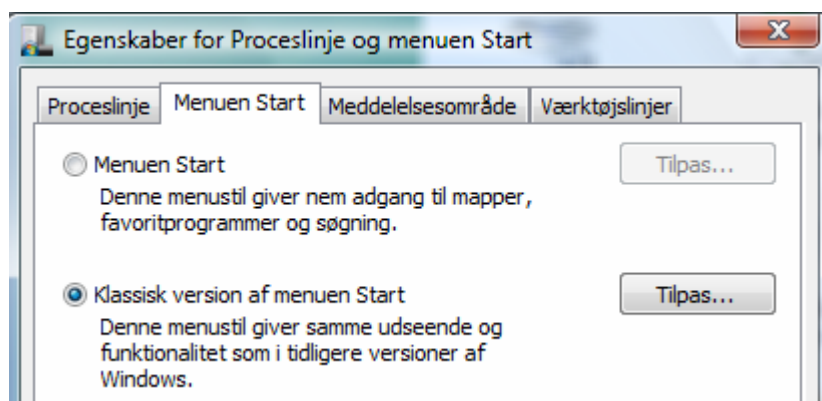 Egenskaber for Proceslinje og menuen Start
Proceslinje Menuen Start Meddelelsesområde Værktøjslinjer
Menuen Start Tilpas...
Denne menustil giver nem adgang til mapper,
favoritprogrammer og søgning.
Klassisk version af menuen Start Tilpas...
Denne menustil giver samme udseende og
funktionalitet som i tidligere versioner af
Windows.